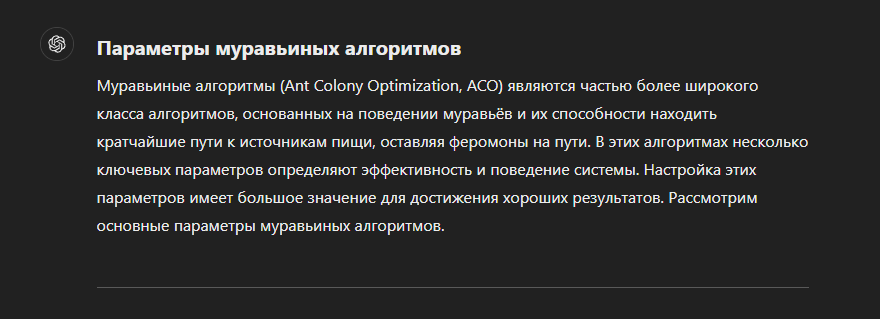 Параметры муравьиных алгоритмов
Муравьиные алгоритмы (Ant Colony Optimization, ACO) являются частью более широкого
класса алгоритмов, основанных на поведении муравьёв и их способности находить
кратчайшие пути к источникам пищи, оставляя феромоны на пути. В этих алгоритмах несколько
ключевых параметров определяют эффективность и поведение системы. Настройка этих
параметров имеет большое значение для достижения хороших результатов. Рассмотрим
основные параметры муравьиных алгоритмов.